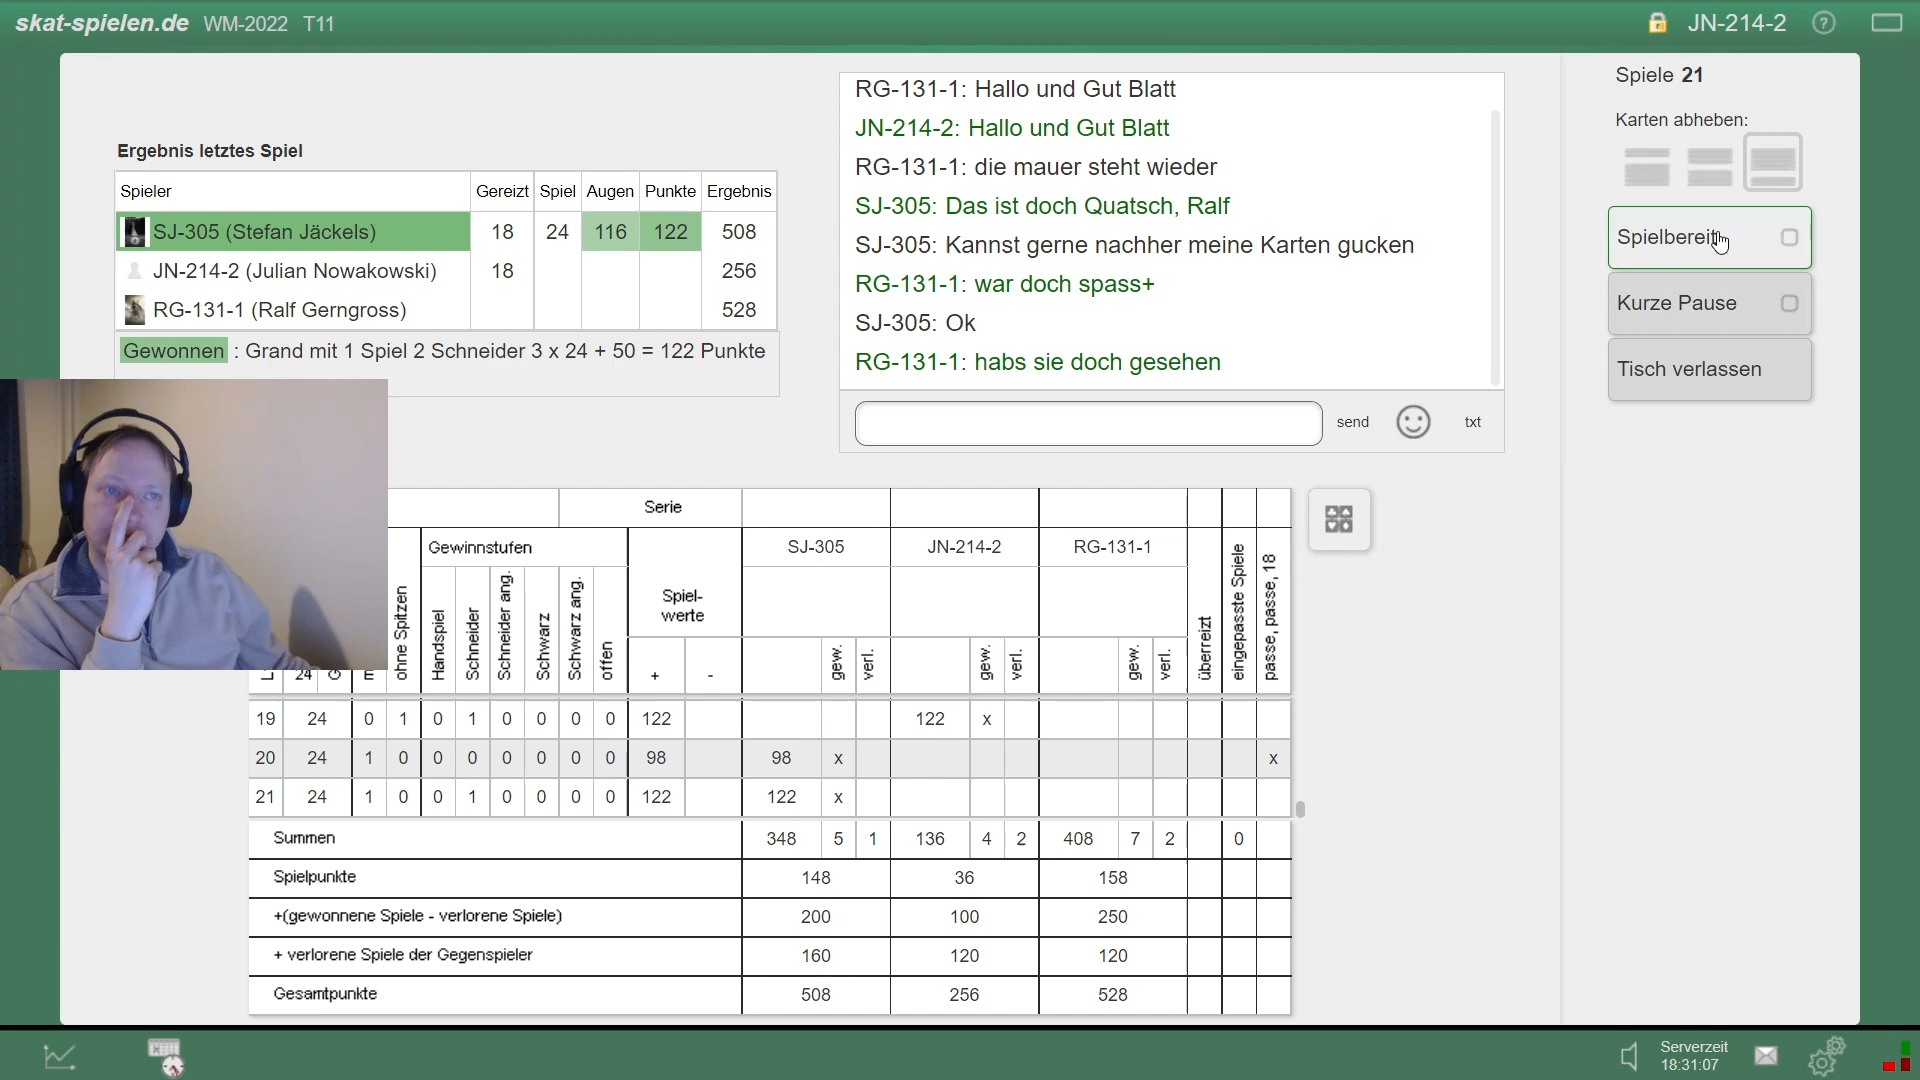 skat-spielen.de WM-2022 T11
JN-214-2 ?
Spiele 21
Karten abheben:
Spielbereit
Kurze Pause
Tisch verlassen
Ergebnis letztes Spiel
Spieler Gereizt Spiel Augen Punkte Ergebnis
SJ-305 (Stefan Jäckels) 18 24 116 122 508
JN-214-2 (Julian Nowakowski) 18 256
RG-131-1 (Ralf Gerngross) 528
Gewonnen : Grand mit 1 Spiel 2 Schneider 3 x 24 + 50 = 122 Punkte
RG-131-1: Hallo und Gut Blatt
JN-214-2: Hallo und Gut Blatt
RG-131-1: die mauer steht wieder
SJ-305: Das ist doch Quatsch, Ralf
SJ-305: Kannst gerne nachher meine Karten gucken
RG-131-1: war doch spass+
SJ-305: Ok
RG-131-1: habs sie doch gesehen
send txt
Serie
Gewinnstufen
SJ-305 JN-214-2 RG-131-1
Spiel-
werte
24
ohne Spitzen
Handspiel
Schneider
Schneider ang.
Schwarz
Schwarz ang.
offen
+ -
gew. verl. gew. verl. gew. verl.
überreizt
eingepasste Spiele
passe, passe, 18
19 24 0 1 0 1 0 0 0 0 122 122 x
20 24 1 0 0 0 0 0 0 0 98 98 x x
21 24 1 0 0 1 0 0 0 0 122 122 x
Summen 348 5 1 136 4 2 408 7 2 0
Spielpunkte 148 36 158
+(gewonnene Spiele - verlorene Spiele) 200 100 250
+ verlorene Spiele der Gegenspieler 160 120 120
Gesamtpunkte 508 256 528
Serverzeit
18:31:07